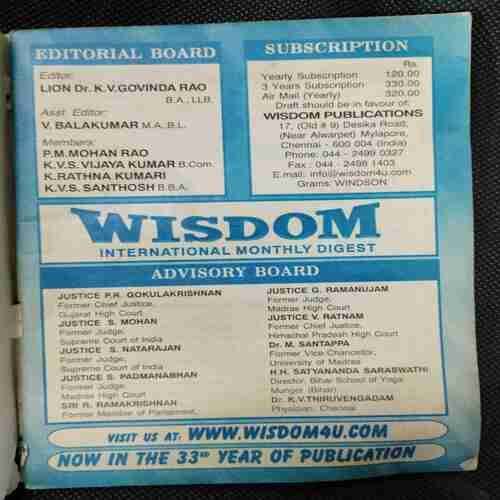 EDITORIAL BOARD
Editor:
LION Dr. K.V.GOVINDA RAO
B.A., LLB.
Asst. Editor:
V. BALAKUMAR M.A., B.L.
Members:
P.M.MOHAN RAO
K.V.S. VIJAYA KUMAR B.Com.
K.RATHNA KUMARI
K.V.S. SANTHOSH B.B.A.
SUBSCRIPTION
Rs.
Yearly Subscription 120.00
3 Years Subscription 330.00
Air Mail (Yearly) 320.00
Draft should be in favour of:
WISDOM PUBLICATIONS
17, (Old # 9) Desika Road,
(Near Alwarpet) Mylapore,
Chennai - 600 004 (India)
Phone: 044 - 2499 0327
Fax : 044 - 2498 1403
E.mail: info@wisdom4u.com
Grams: WINDSON
WISDOM
INTERNATIONAL MONTHLY DIGEST
ADVISORY BOARD
JUSTICE P.R. GOKULAKRISHNAN
Former Chief Justice,
Gujarat High Court
JUSTICE S. MOHAN
Former Judge,
Supreme Court of India
JUSTICE S. NATARAJAN
Former Judge,
Supreme Court of India
JUSTICE S. PADMANABHAN
Former Judge,
Madras High Court
SRI R. RAMAKRISHNAN
Former Member of Parliament,
JUSTICE G. RAMANUJAM
Former Judge,
Madras High Court
JUSTICE V. RATNAM
Former Chief Justice,
Himachal Pradesh High Court
Dr. M. SANTAPPA
Former Vice Chancellor,
University of Madras
H.H. SATYANANDA SARASWATHI
Director, Bihar School of Yoga
Munger (Bihar)
Dr. K.V.THIRUVENGADAM
Physician, Chennai
VISIT US AT: WWW.WISDOM4U.COM
NOW IN THE 33RD YEAR OF PUBLICATION